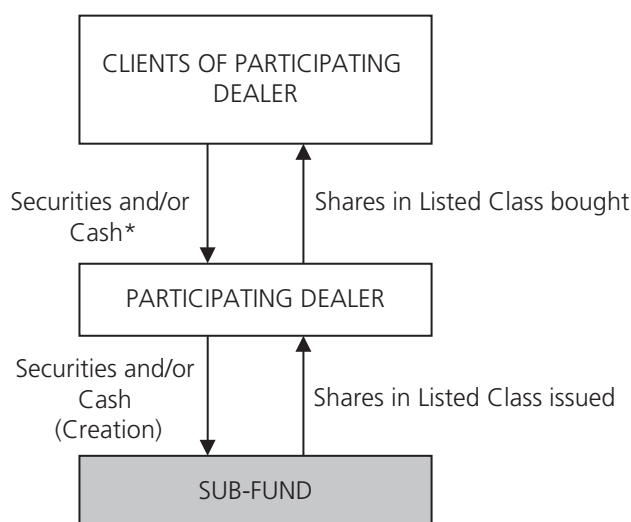 CLIENTS OF PARTICIPATING
DEALER
Securities and/or
Cash*
Shares in Listed Class bought
PARTICIPATING DEALER
Securities and/or
Cash
(Creation)
Shares in Listed Class issued
SUB-FUND